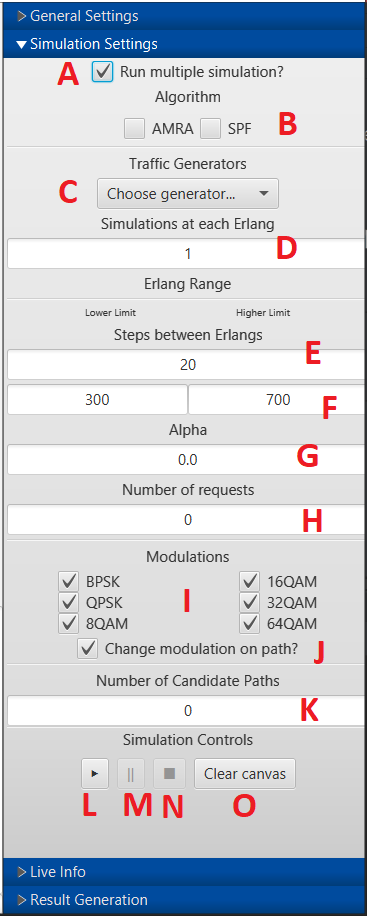 General Settings
Simulation Settings
A Run multiple simulation?
Algorithm
AMRA SPF B
Traffic Generators
C Choose generator...
Simulations at each Erlang
1 D
Erlang Range
Lower Limit Higher Limit
Steps between Erlangs
20 E
300 700 F
Alpha
0.0 G
Number of requests
0 H
Modulations
BPSK 16QAM
QPSK I 32QAM
8QAM 64QAM
Change modulation on path? J
Number of Candidate Paths
0 K
Simulation Controls
Clear canvas
L M N O
Live Info
Result Generation